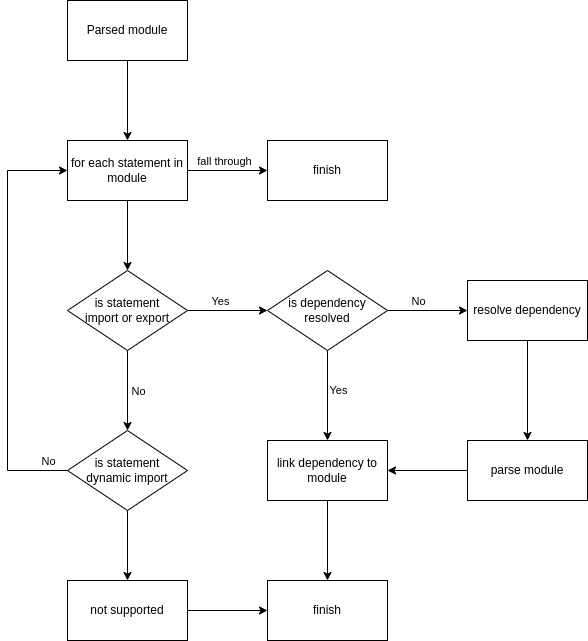 Parsed module
for each statement in
module
fall through
finish
is statement
import or export
Yes
is dependency
resolved
No
resolve dependency
No
Yes
is statement
dynamic import
No
link dependency to
module
parse module
not supported
finish